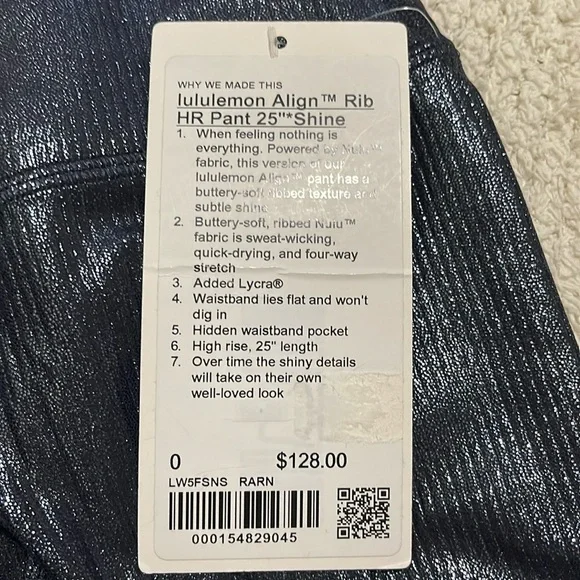 WHY WE MADE THIS
lululemon Align™ Rib
HR Pant 25"*Shine
1. When feeling nothing is
everything. Powered by Nulu™
fabric, this version of our
lululemon Align™ pant has a
buttery-soft ribbed texture and
subtle shine
2. Buttery-soft, ribbed Nulu™
fabric is sweat-wicking,
quick-drying, and four-way
stretch
3. Added Lycra®
4. Waistband lies flat and won't
dig in
5. Hidden waistband pocket
6. High rise, 25" length
7. Over time the shiny details
will take on their own
well-loved look
0 $128.00
LW5FSNS RARN
000154829045